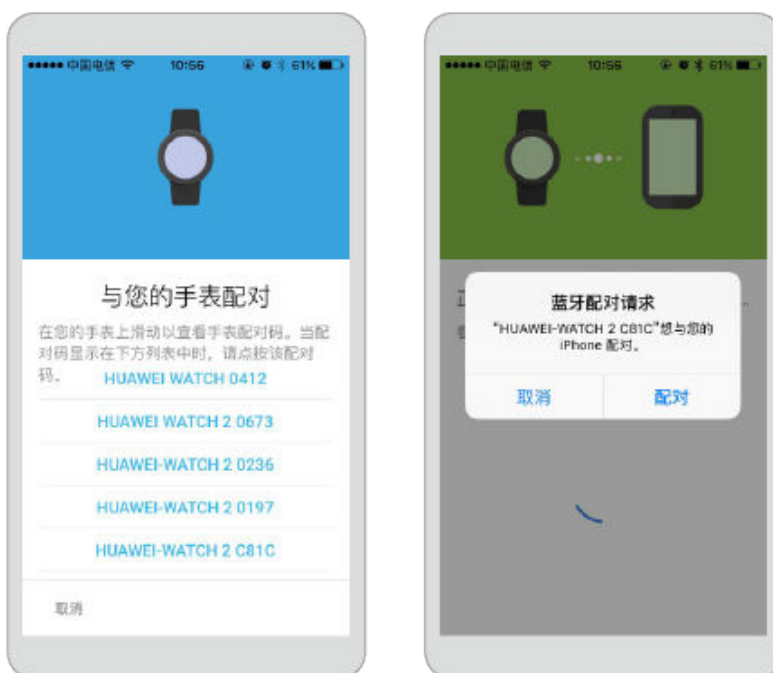 中国电信 10:56 61%
与您的手表配对
在您的手表上滑动以查看手表配对码。当配
对码显示在下方列表中时，请点按该配对
码。
HUAWEI WATCH 0412
HUAWEI WATCH 2 0673
HUAWEI-WATCH 2 0236
HUAWEI-WATCH 2 0197
HUAWEI-WATCH 2 C81C
取消
中国电信 10:56 61%
蓝牙配对请求
"HUAWEI-WATCH 2 C81C"想与您的
iPhone 配对。
取消 配对